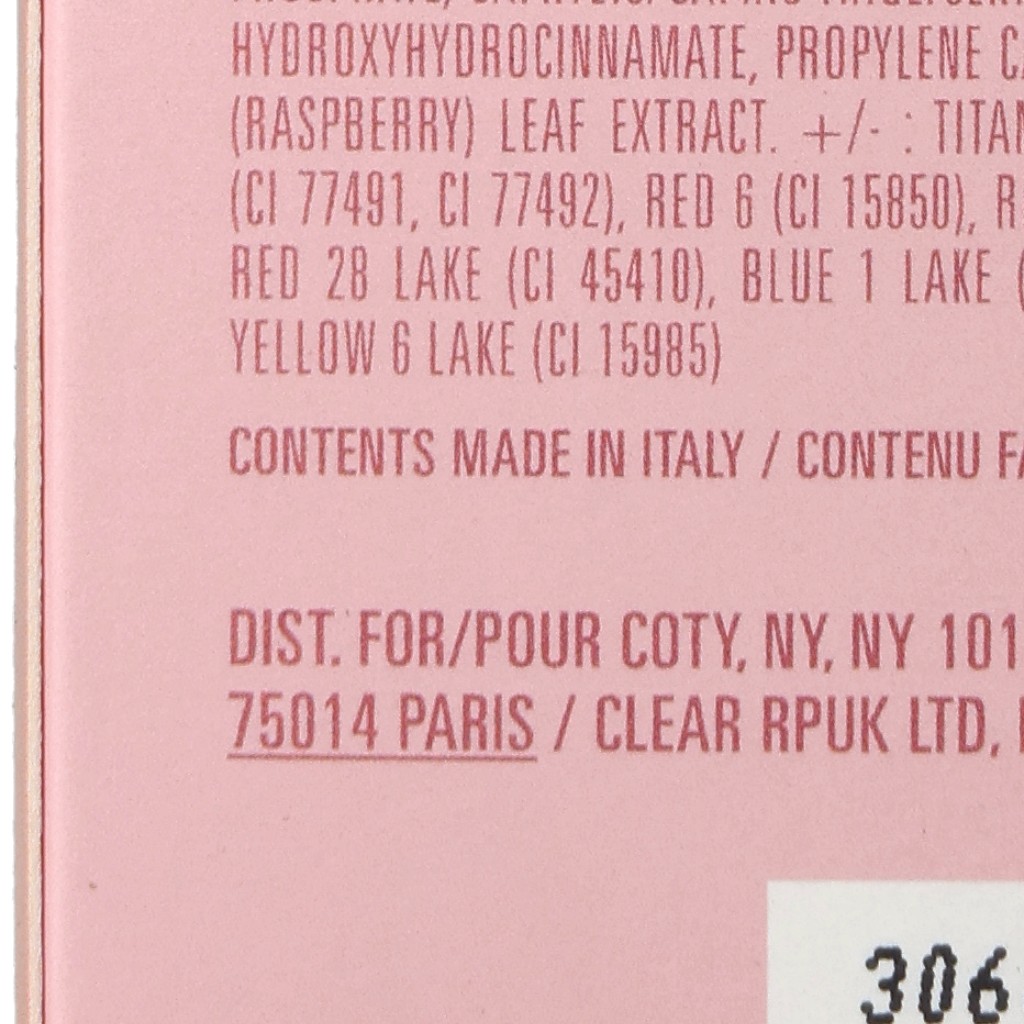 HYDROXYHYDROCINNAMATE, PROPYLENE
(RASPBERRY) LEAF EXTRACT. +/- :
(CI 77491, CI 77492), RED 6 (CI 15850),
RED 28 LAKE (CI 45410), BLUE 1 LAKE (
YELLOW 6 LAKE (CI 15985)
CONTENTS MADE IN ITALY / CONTENU
DIST. FOR/POUR COTY, NY, NY 101
75014 PARIS / CLEAR RPUK LTD,
306